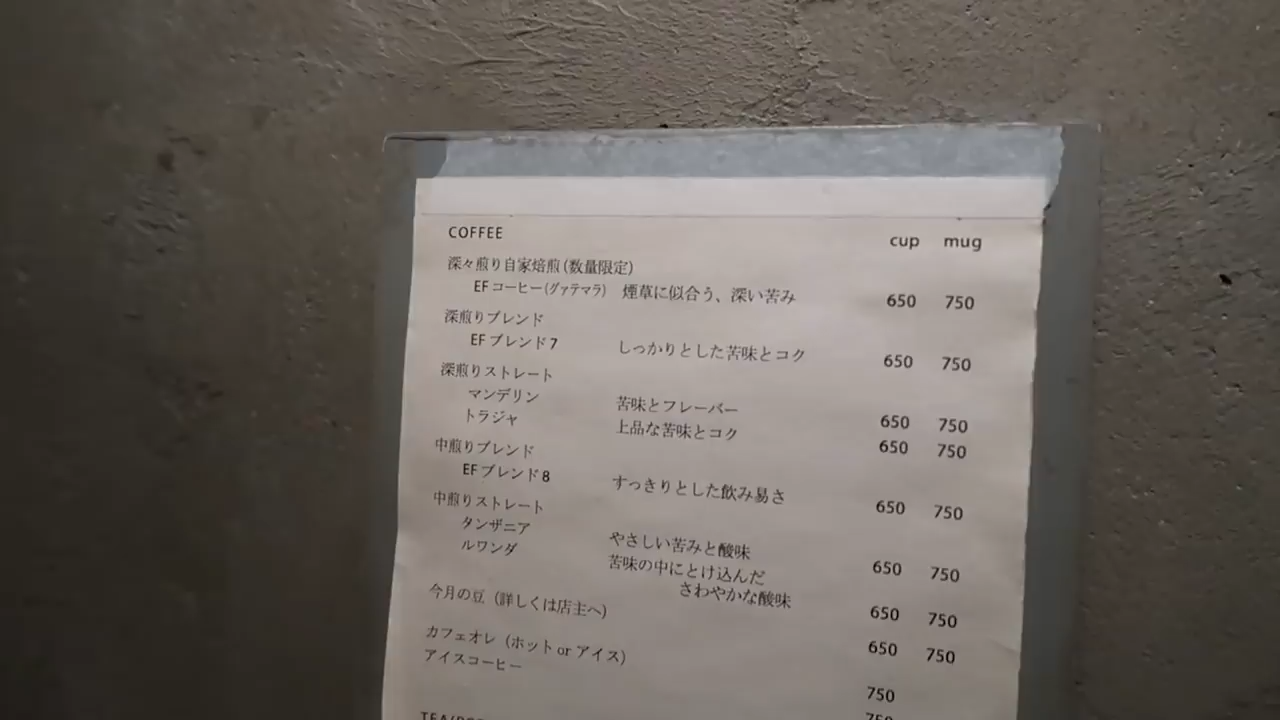 COFFEE cup mug
深々煎り自家焙煎(数量限定)
EFコーヒー(グァテマラ) 煙草に似合う、深い苦み 650 750
深煎りブレンド
EFブレンド7 しっかりとした苦味とコク 650 750
深煎りストレート
マンデリン 苦味とフレーバー 650 750
トラジャ 上品な苦味とコク 650 750
中煎りブレンド
EFブレンド8 すっきりとした飲み易さ 650 750
中煎りストレート
タンザニア やさしい苦みと酸味 650 750
ルワンダ 苦味の中にとけ込んだ
さわやかな酸味 650 750
今月の豆(詳しくは店主へ) 650 750
カフェオレ(ホット or アイス) 750
アイスコーヒー 750